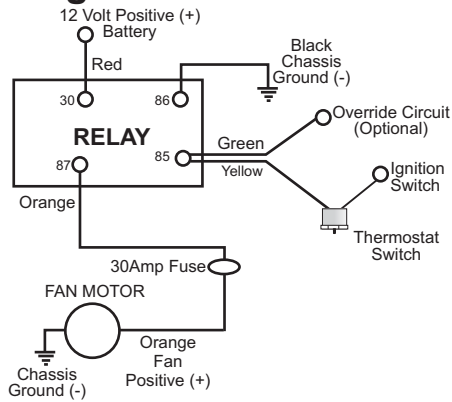 12 Volt Positive (+)
Battery
Red
Black
Chassis
Ground (-)
30
86
RELAY
87
85
Green
Yellow
Override Circuit
(Optional)
Ignition
Switch
Thermostat
Switch
Orange
30Amp Fuse
FAN MOTOR
Orange
Fan
Positive (+)
Chassis
Ground (-)